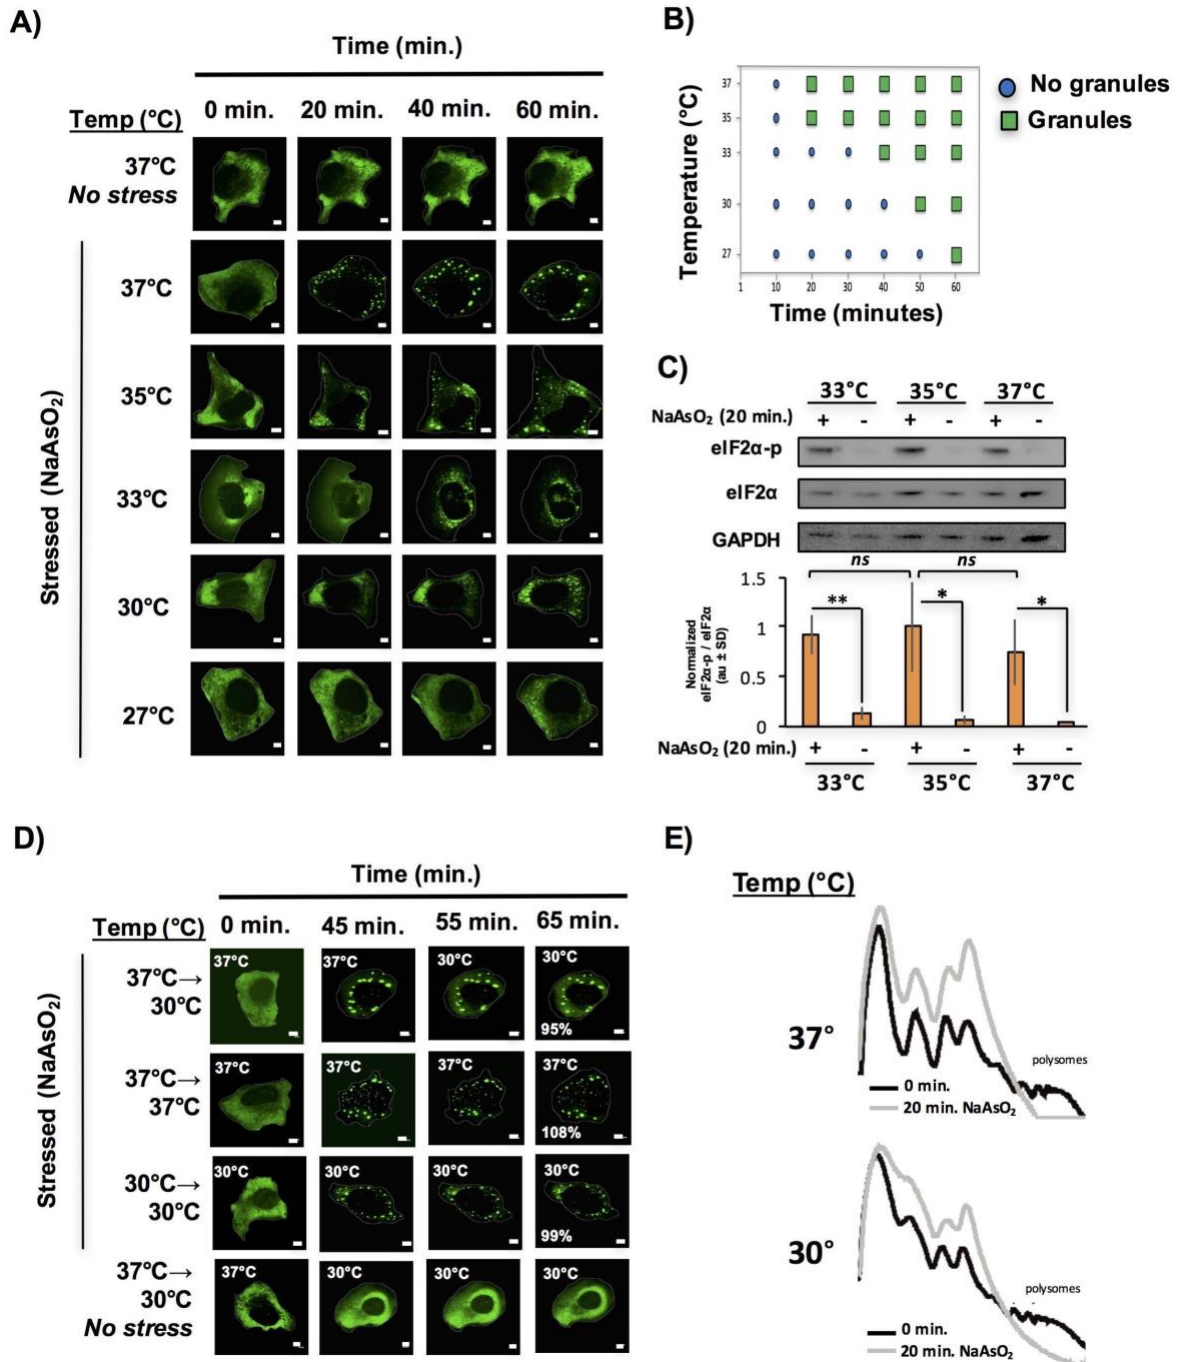 A)
Time (min.)
Temp (°C) 0 min. 20 min. 40 min. 60 min.
37°C
No stress
Stressed (NaAsO₂)
37°C
35°C
33°C
30°C
27°C
B)
Temperature (°C)
37
35
33
30
27
1 10 20 30 40 50 60
Time (minutes)
No granules
Granules
C)
33°C 35°C 37°C
NaAsO₂ (20 min.) + - + - + -
eIF2α-p
eIF2α
GAPDH
ns ns
Normalized
eIF2α-p / eIF2α
(au ± SD)
1.5
1
0.5
0
** * *
NaAsO₂ (20 min.) + - + - + -
33°C 35°C 37°C
D)
Time (min.)
Temp (°C) 0 min. 45 min. 55 min. 65 min.
Stressed (NaAsO₂)
37°C→
30°C
37°C 37°C 30°C 30°C
95%
37°C→
37°C
37°C 37°C 37°C 37°C
108%
30°C→
30°C
30°C 30°C 30°C 30°C
99%
37°C→
30°C
No stress
37°C 30°C 30°C 30°C
E)
Temp (°C)
37°
polysomes
0 min.
20 min. NaAsO₂
30°
polysomes
0 min.
20 min. NaAsO₂